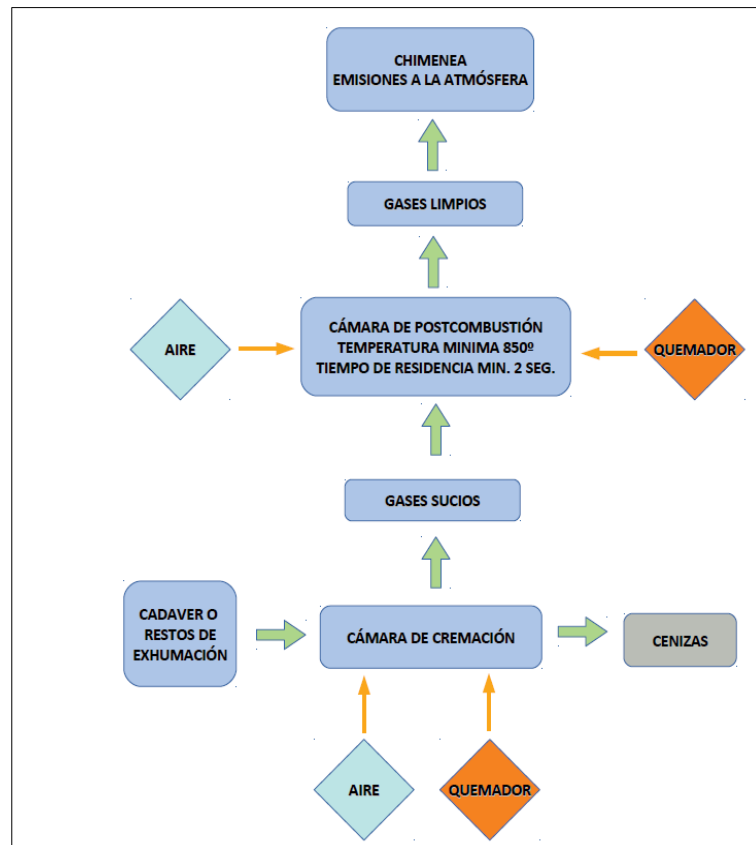 CHIMENEA
EMISIONES A LA ATMÓSFERA
GASES LIMPIOS
AIRE
CÁMARA DE POSTCOMBUSTIÓN
TEMPERATURA MINIMA 850º
TIEMPO DE RESIDENCIA MIN. 2 SEG.
QUEMADOR
GASES SUCIOS
CADAVER O
RESTOS DE
EXHUMACIÓN
CÁMARA DE CREMACIÓN
CENIZAS
AIRE
QUEMADOR